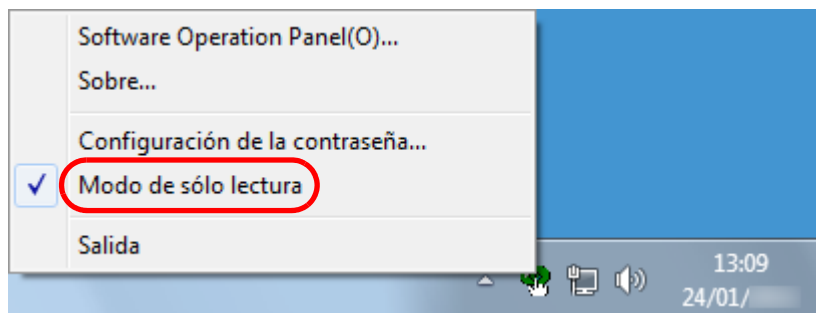 Software Operation Panel(O)...
Sobre...
Configuración de la contraseña...
Modo de sólo lectura
Salida
13:09
24/01/